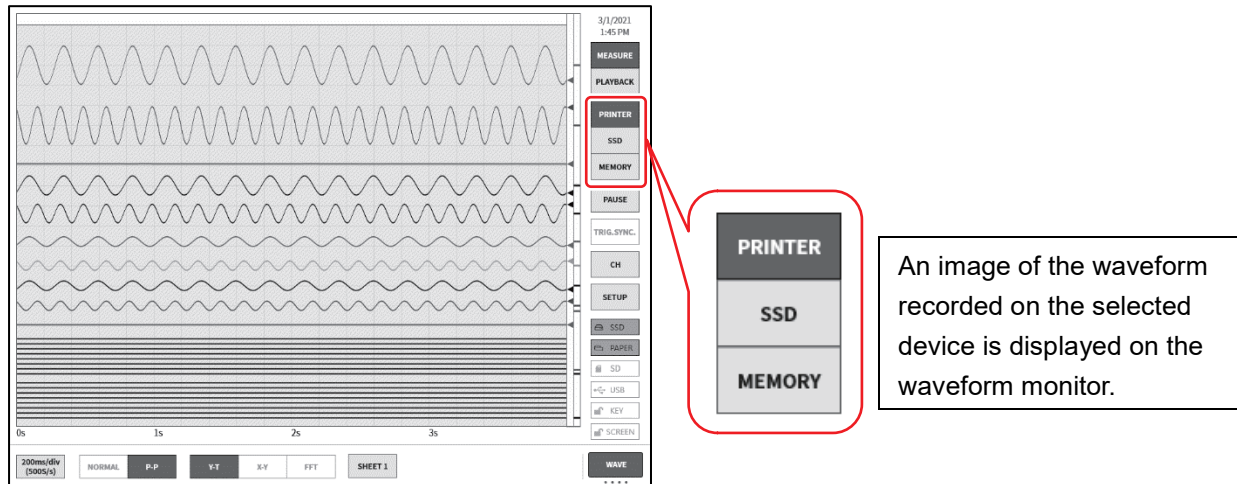 3/1/2021
1:45 PM
MEASURE
PLAYBACK
PRINTER
SSD
MEMORY
PAUSE
TRIG.SYNC.
CH
SETUP
SSD
PAPER
SD
USB
KEY
SCREEN
0s 1s 2s 3s
200ms/div
(500S/s)
NORMAL P-P Y-T X-Y FFT SHEET 1 WAVE
PRINTER
SSD
MEMORY
An image of the waveform
recorded on the selected
device is displayed on the
waveform monitor.